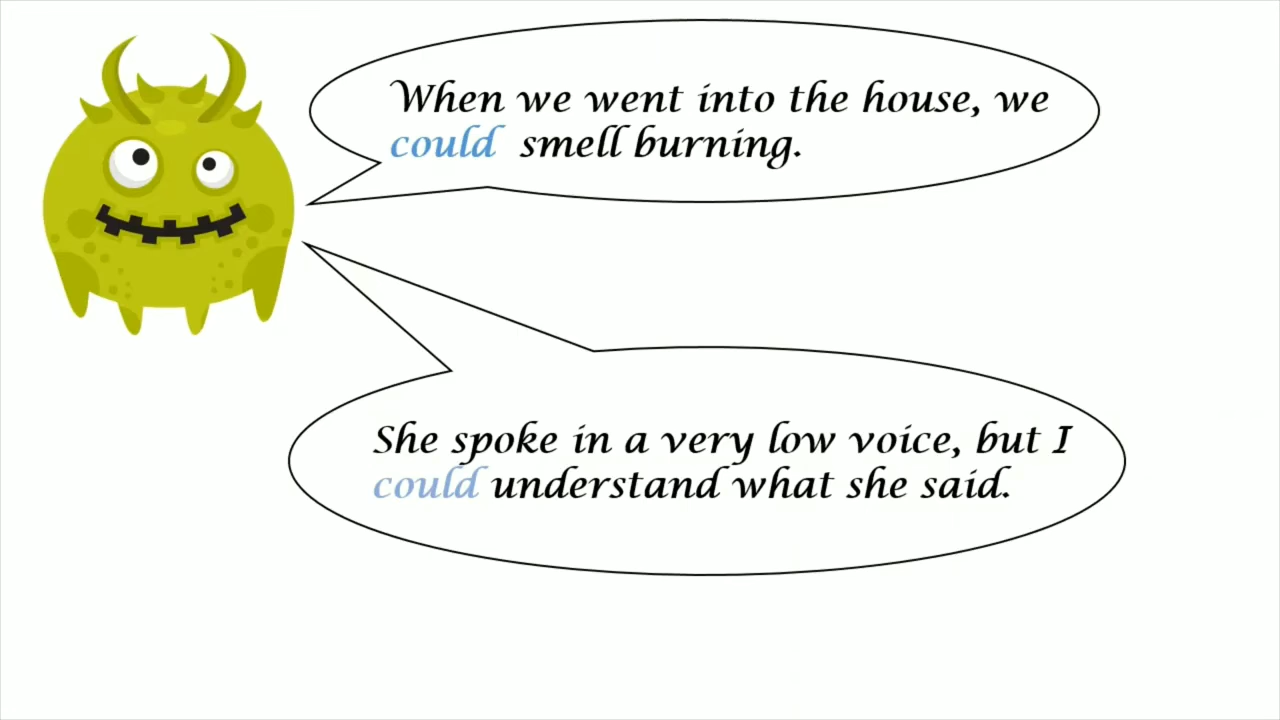 When we went into the house, we
could smell burning.
She spoke in a very low voice, but I
could understand what she said.